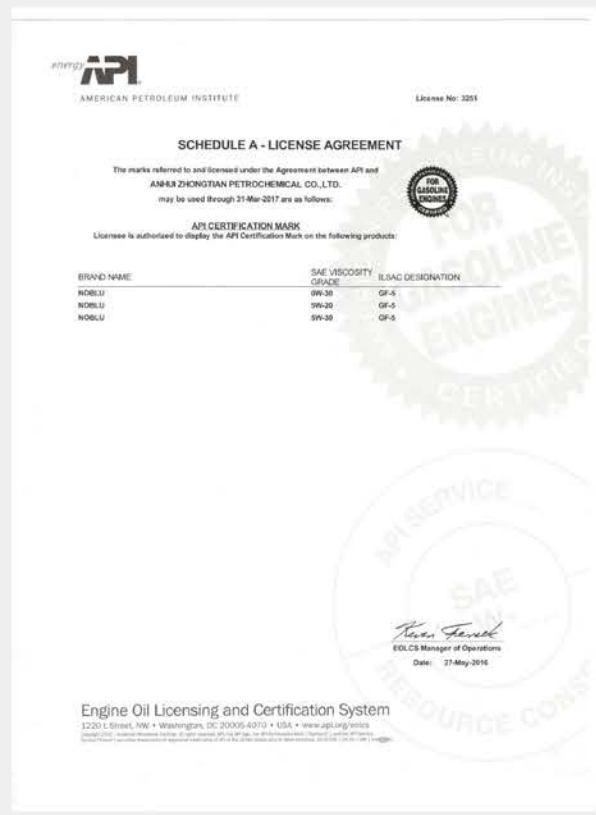 energy API
AMERICAN PETROLEUM INSTITUTE
License No: 3251
SCHEDULE A - LICENSE AGREEMENT
The marks referred to and licensed under the Agreement between API and
ANHUI ZHONGTIAN PETROCHEMICAL CO.,LTD.
may be used through 31-Mar-2017 are as follows:
FOR
GASOLINE
ENGINES
CERTIFIED
API CERTIFICATION MARK
Licensee is authorized to display the API Certification Mark on the following products:
BRAND NAME SAE VISCOSITY GRADE ILSAC DESIGNATION
NOBLU 0W-30 GF-5
NOBLU 5W-20 GF-5
NOBLU 5W-30 GF-5
FOR
GASOLINE
ENGINES
CERTIFIED
API SERVICE
SAE
RESOURCE CONS
EOLCS Manager of Operations
Date: 27-May-2016
Engine Oil Licensing and Certification System
1220 L Street, NW • Washington, DC 20005-4070 • USA • www.api.org/eolcs